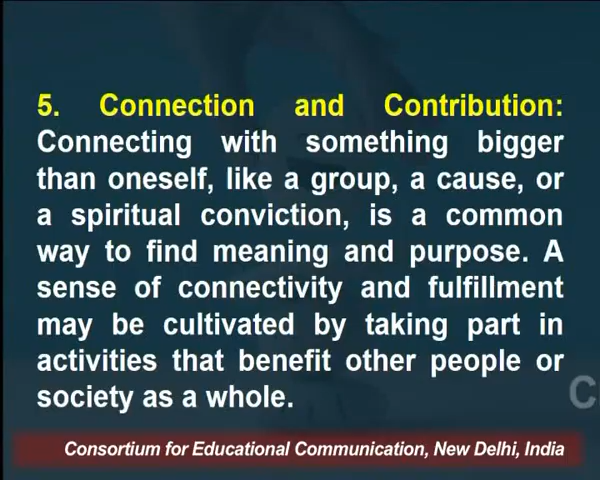 5. Connection and Contribution:
Connecting with something bigger
than oneself, like a group, a cause, or
a spiritual conviction, is a common
way to find meaning and purpose. A
sense of connectivity and fulfillment
may be cultivated by taking part in
activities that benefit other people or
society as a whole.
C
Consortium for Educational Communication, New Delhi, India